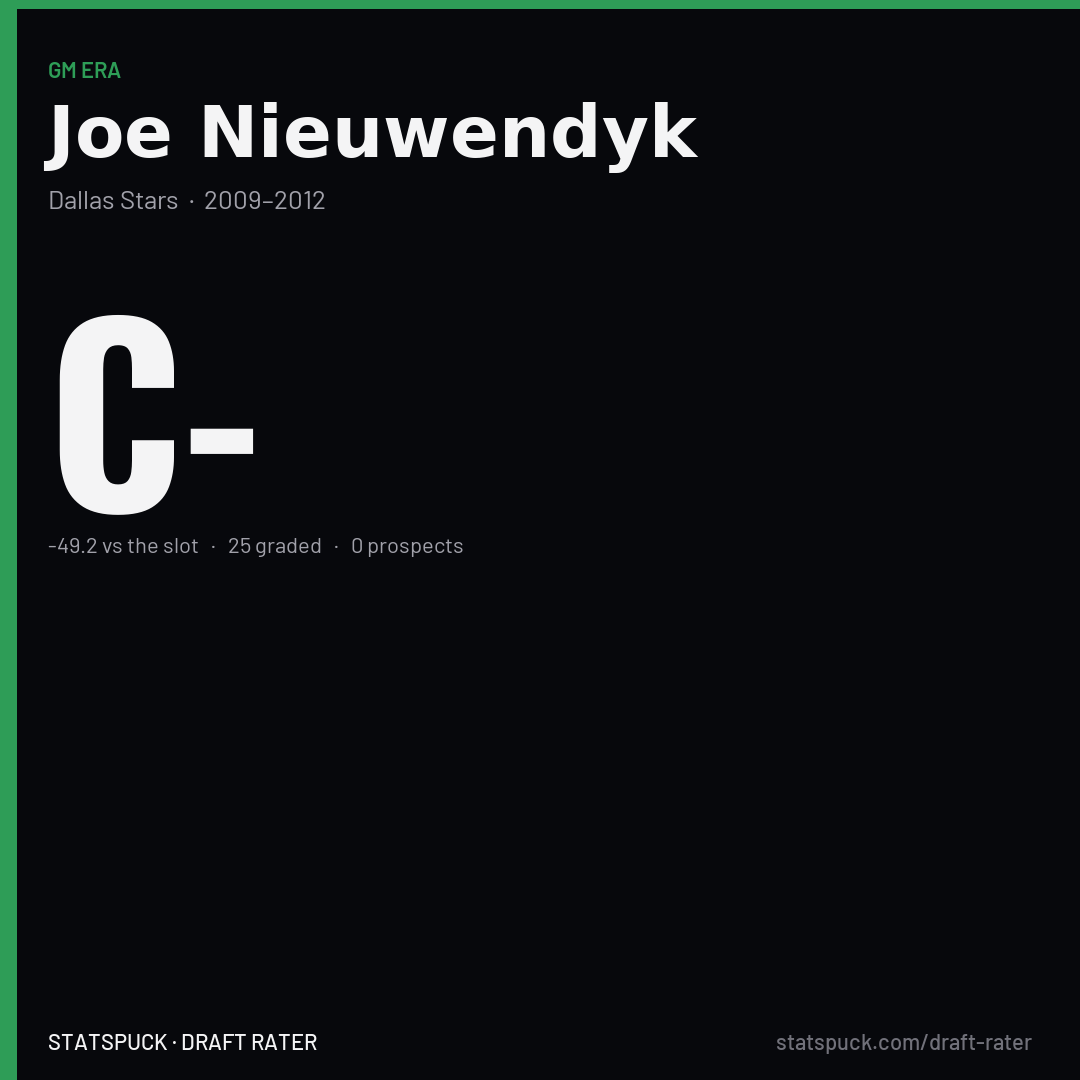 GM ERA
Joe Nieuwendyk
Dallas Stars · 2009–2012
C-
-49.2 vs the slot · 25 graded · 0 prospects
STATSPUCK · DRAFT RATER
statspuck.com/draft-rater